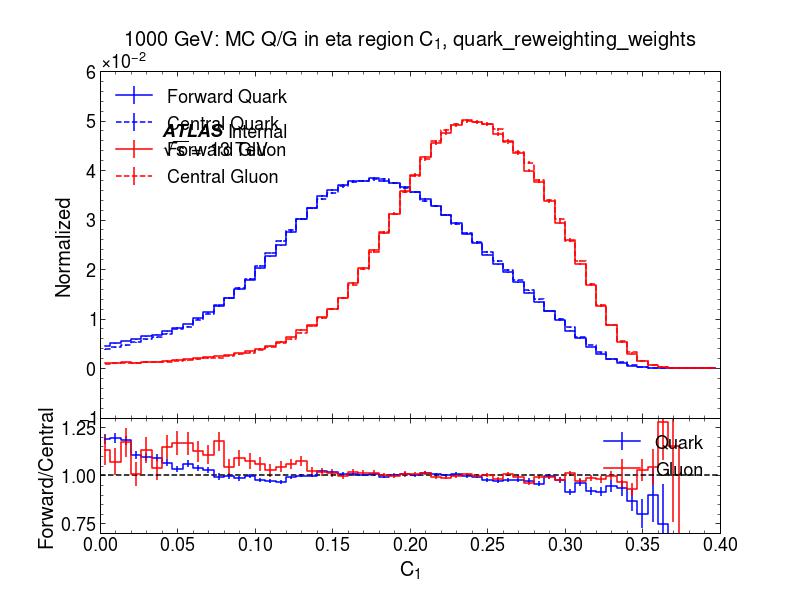 1000 GeV: MC Q/G in eta region C₁, quark_reweighting_weights
×10⁻²
6
5
4
3
2
1
0
−1
Normalized
Forward Quark
Central Quark
ATLAS Internal
√s = 13 TeV
Forward Gluon
Central Gluon
1.25
1.00
0.75
Forward/Central
Quark
Gluon
0.00 0.05 0.10 0.15 0.20 0.25 0.30 0.35 0.40
C₁